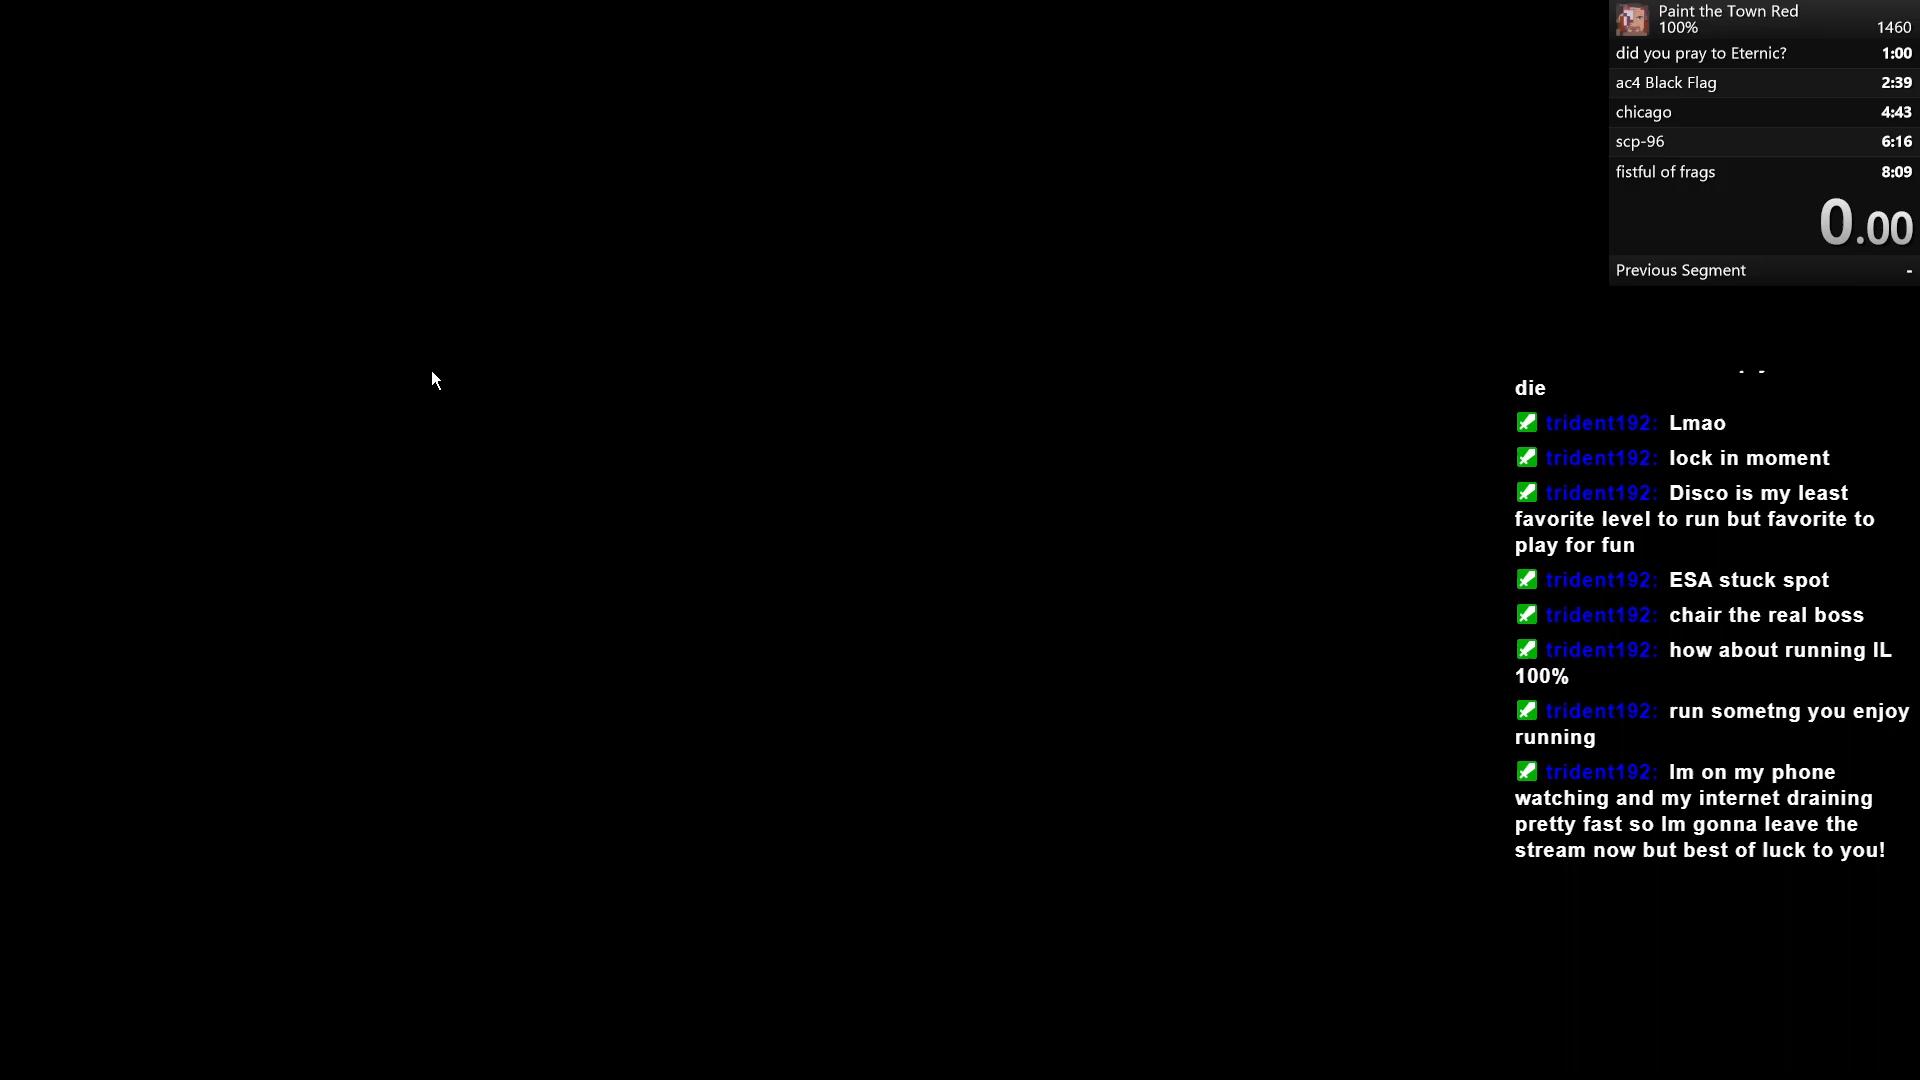 Paint the Town Red
100% 1460
did you pray to Eternic? 1:00
ac4 Black Flag 2:39
chicago 4:43
scp-96 6:16
fistful of frags 8:09
0.00
Previous Segment -
die
trident192: Lmao
trident192: lock in moment
trident192: Disco is my least
favorite level to run but favorite to
play for fun
trident192: ESA stuck spot
trident192: chair the real boss
trident192: how about running IL
100%
trident192: run sometng you enjoy
running
trident192: Im on my phone
watching and my internet draining
pretty fast so Im gonna leave the
stream now but best of luck to you!